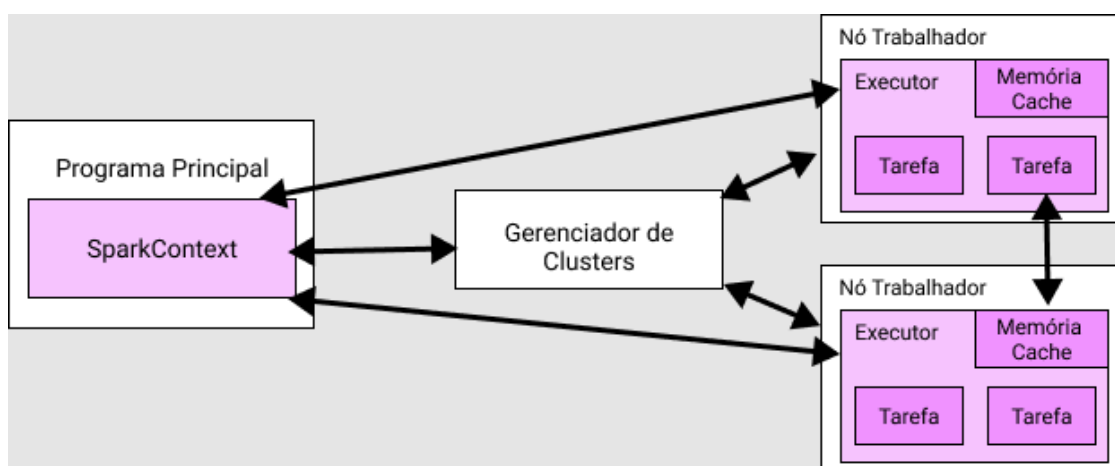 Programa Principal
SparkContext
Gerenciador de
Clusters
Nó Trabalhador
Executor
Memória
Cache
Tarefa
Tarefa
Nó Trabalhador
Executor
Memória
Cache
Tarefa
Tarefa